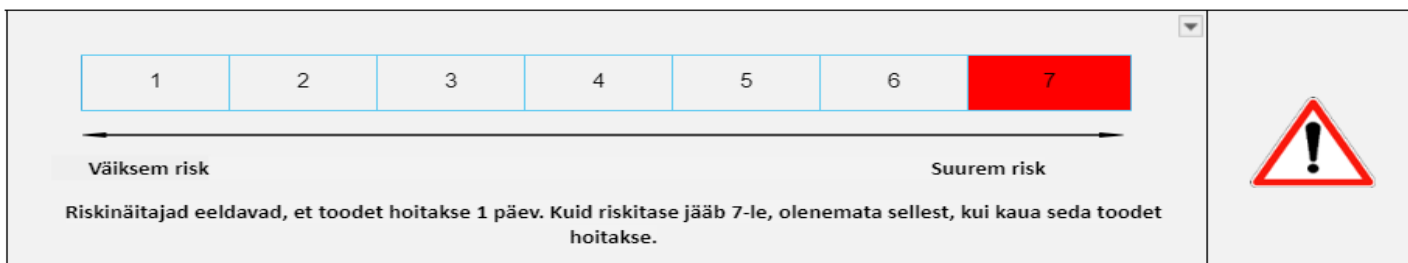 1 2 3 4 5 6 7
Väiksem risk Suurem risk
Riskinäitajad eeldavad, et toodet hoitakse 1 päev. Kuid riskitase jääb 7-le, olenemata sellest, kui kaua seda toodet
hoitakse.